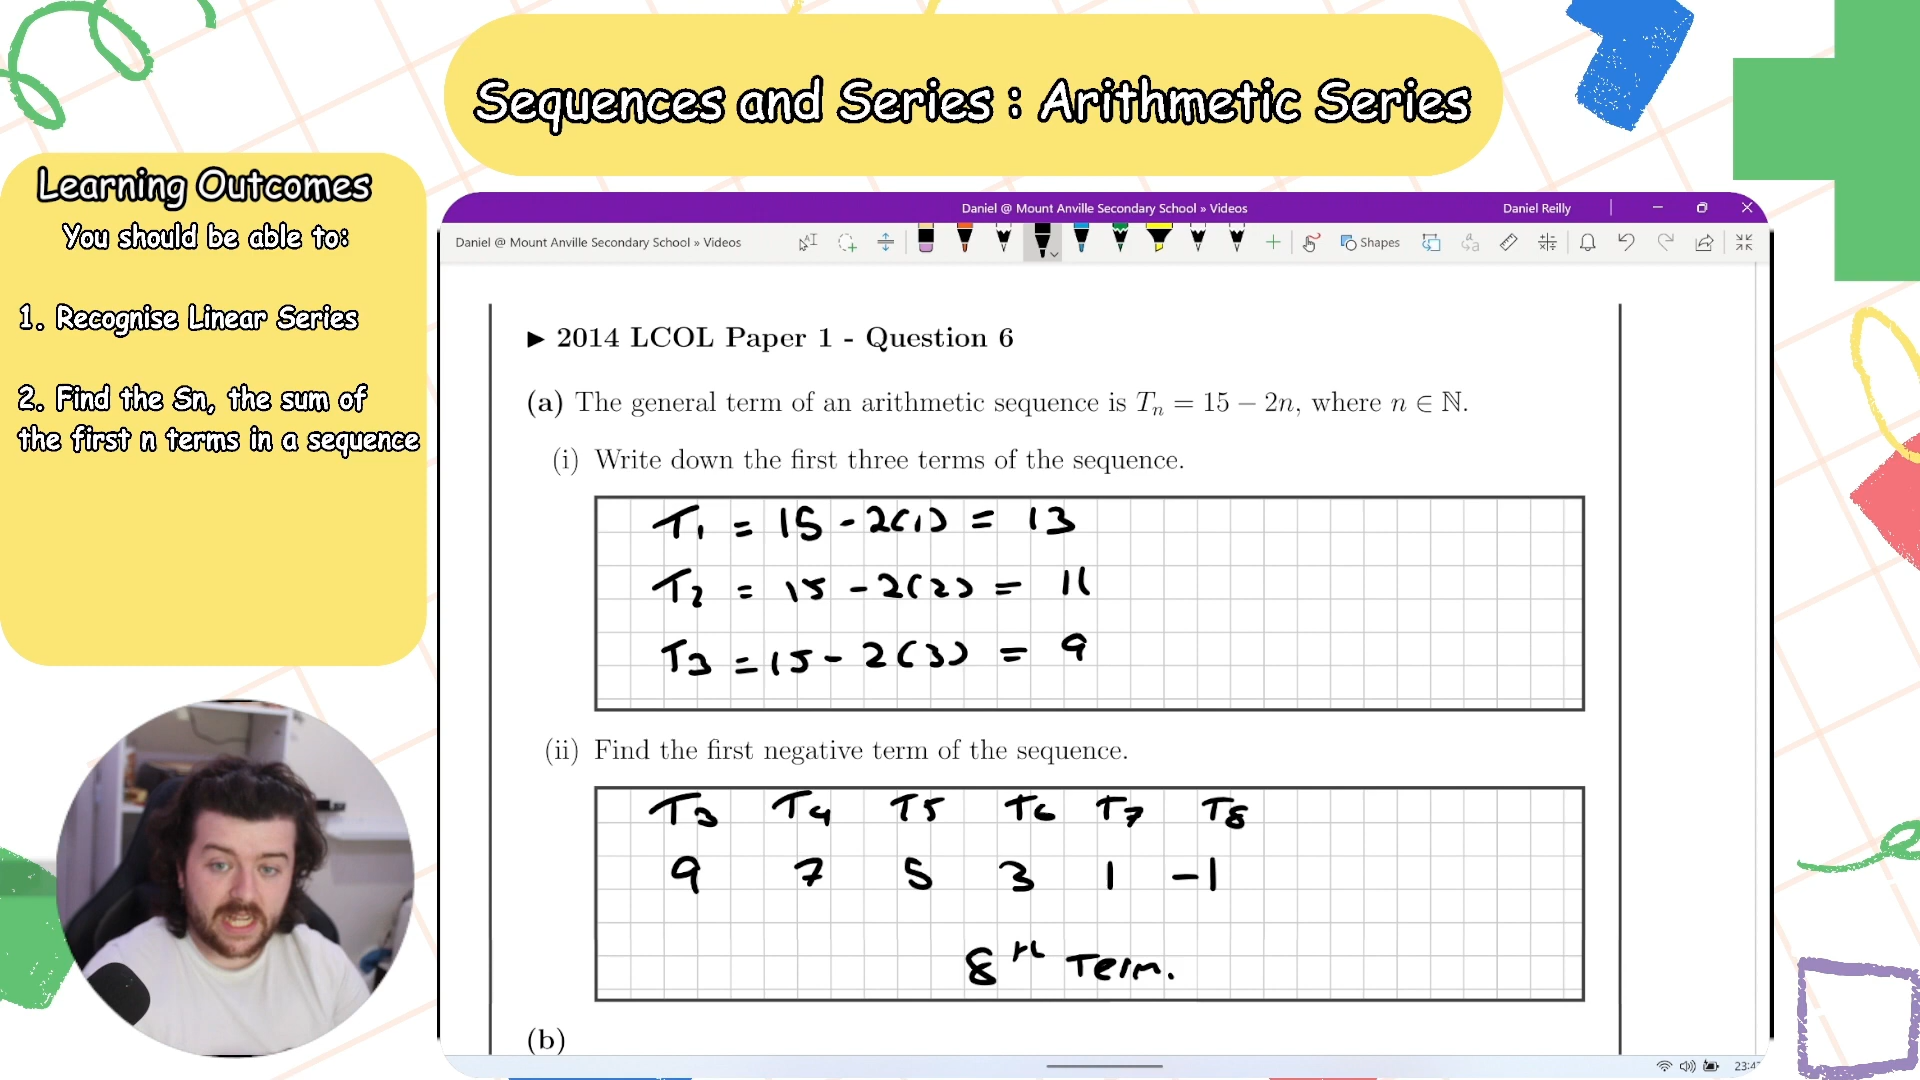 Sequences and Series : Arithmetic Series
Learning Outcomes
You should be able to:
1. Recognise Linear Series
2. Find the Sn, the sum of
the first n terms in a sequence
Daniel @ Mount Anville Secondary School » Videos
Daniel Reilly
Daniel @ Mount Anville Secondary School » Videos
Shapes
▶ 2014 LCOL Paper 1 - Question 6
(a) The general term of an arithmetic sequence is Tₙ = 15 − 2n, where n ∈ ℕ.
(i) Write down the first three terms of the sequence.
T₁ = 15 - 2(1) = 13
T₂ = 15 - 2(2) = 11
T₃ = 15 - 2(3) = 9
(ii) Find the first negative term of the sequence.
T₃ T₄ T₅ T₆ T₇ T₈
9 7 5 3 1 -1
8th Term.
(b)